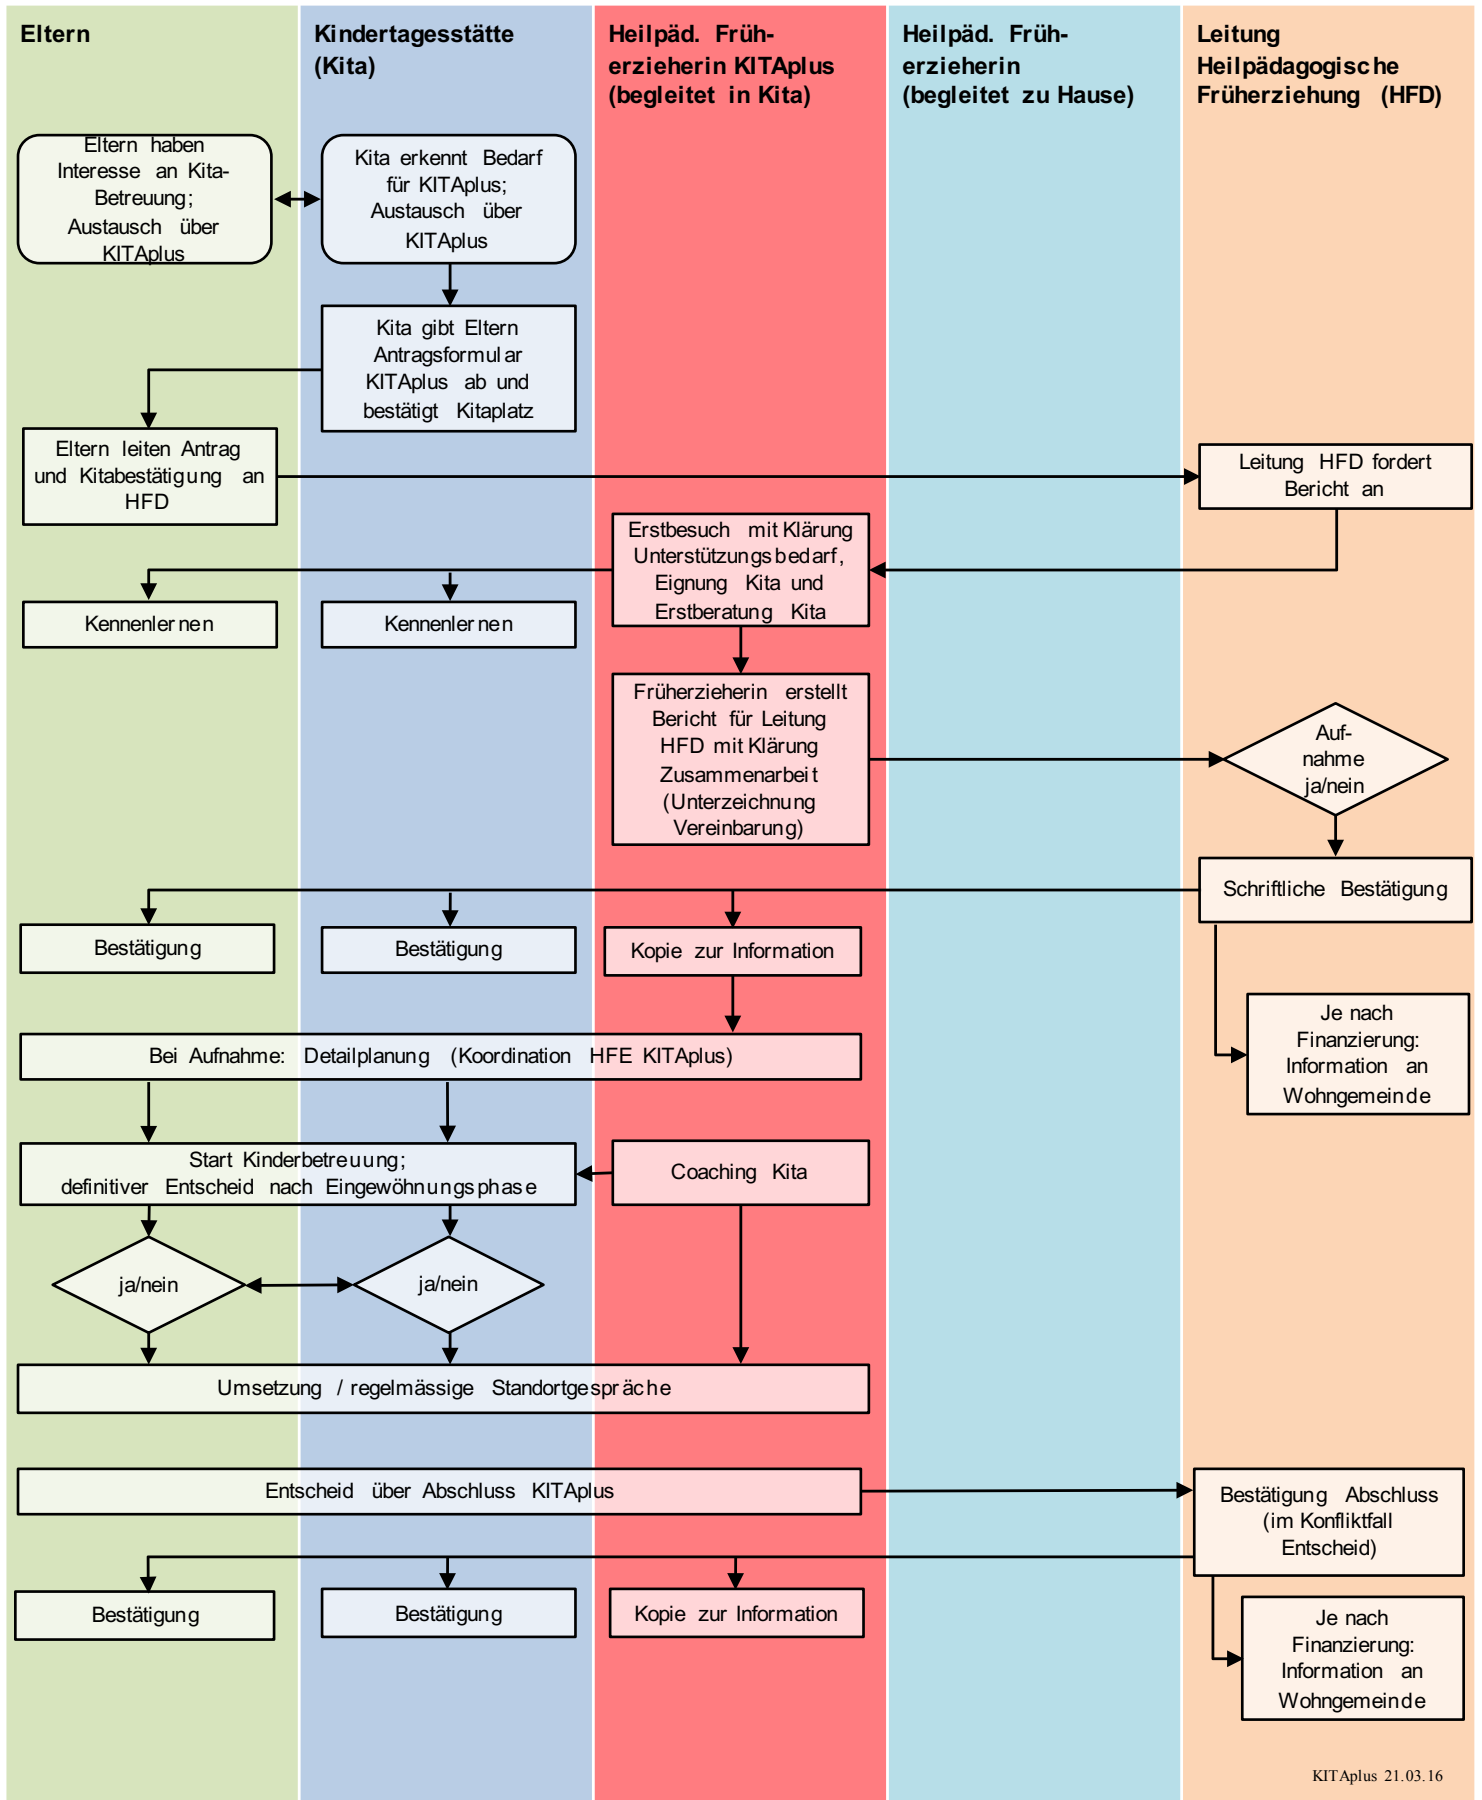 Eltern
Kindertagesstätte
(Kita)
Heilpäd. Früh-
erzieherin KITAplus
(begleitet in Kita)
Heilpäd. Früh-
erzieherin
(begleitet zu Hause)
Leitung
Heilpädagogische
Früherziehung (HFD)
Eltern haben
Interesse an Kita-
Betreuung;
Austausch über
KITAplus
Kita erkennt Bedarf
für KITAplus;
Austausch über
KITAplus
Kita gibt Eltern
Antragsformular
KITAplus ab und
bestätigt Kitaplatz
Eltern leiten Antrag
und Kitabestätigung an
HFD
Leitung HFD fordert
Bericht an
Erstbesuch mit Klärung
Unterstützungsbedarf,
Eignung Kita und
Erstberatung Kita
Kennenlernen
Kennenlernen
Früherzieherin erstellt
Bericht für Leitung
HFD mit Klärung
Zusammenarbeit
(Unterzeichnung
Vereinbarung)
Auf-
nahme
ja/nein
Schriftliche Bestätigung
Bestätigung
Bestätigung
Kopie zur Information
Je nach
Finanzierung:
Information an
Wohngemeinde
Bei Aufnahme: Detailplanung (Koordination HFE KITAplus)
Start Kinderbetreuung;
definitiver Entscheid nach Eingewöhnungsphase
Coaching Kita
ja/nein
ja/nein
Umsetzung / regelmässige Standortgespräche
Entscheid über Abschluss KITAplus
Bestätigung Abschluss
(im Konfliktfall
Entscheid)
Bestätigung
Bestätigung
Kopie zur Information
Je nach
Finanzierung:
Information an
Wohngemeinde
KITAplus 21.03.16